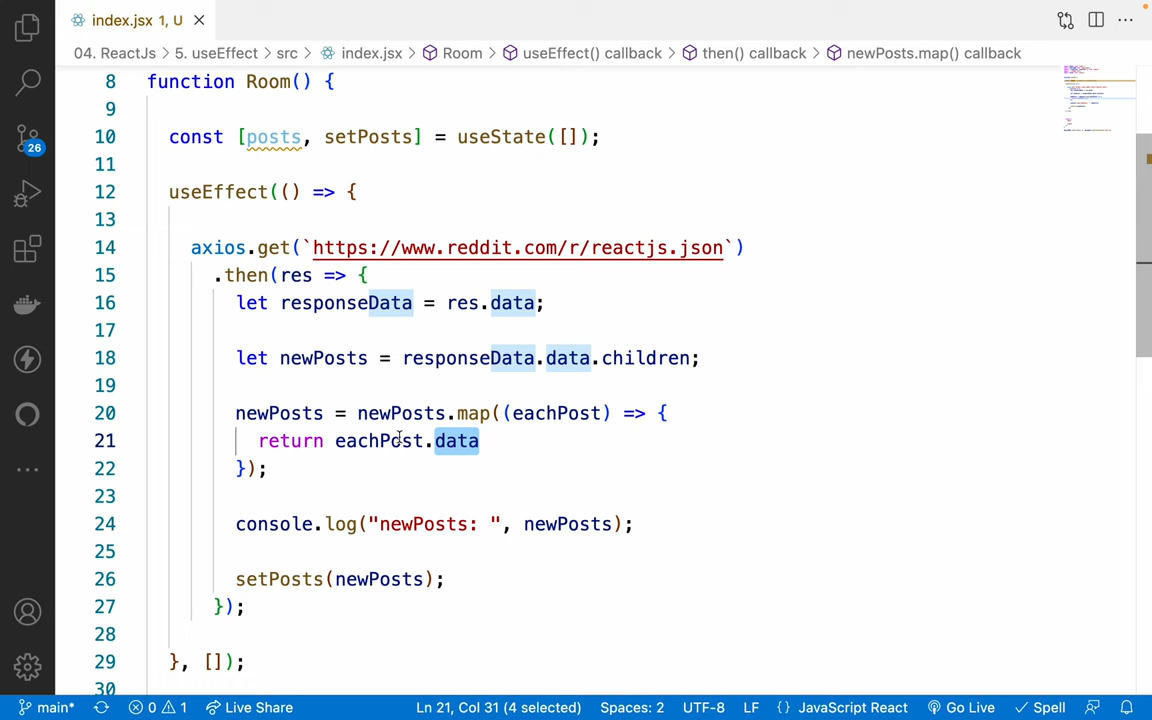 index.jsx 1, U
04. ReactJs > 5. useEffect > src > index.jsx > Room > useEffect() callback > then() callback > newPosts.map() callback
8 function Room() {
9
10 const [posts, setPosts] = useState([]);
11
12 useEffect(() => {
13
14 axios.get(`https://www.reddit.com/r/reactjs.json`)
15 .then(res => {
16 let responseData = res.data;
17
18 let newPosts = responseData.data.children;
19
20 newPosts = newPosts.map((eachPost) => {
21 return eachPost.data
22 });
23
24 console.log("newPosts: ", newPosts);
25
26 setPosts(newPosts);
27 });
28
29 }, []);
30
26
main* 0 1 Live Share Ln 21, Col 31 (4 selected) Spaces: 2 UTF-8 LF {} JavaScript React Go Live Spell